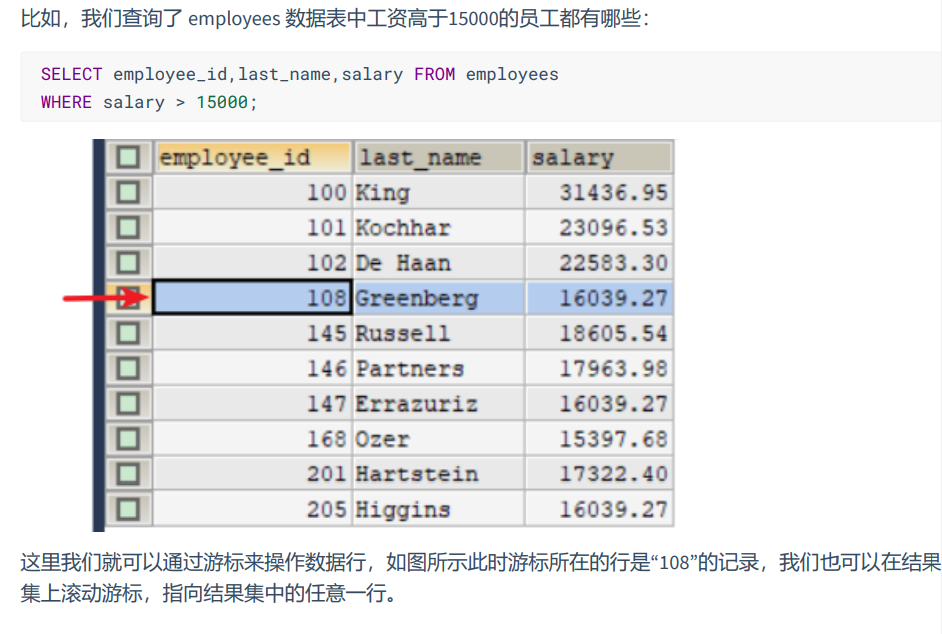 比如，我们查询了 employees 数据表中工资高于15000的员工都有哪些：
SELECT employee_id,last_name,salary FROM employees
WHERE salary > 15000;
employee_id last_name salary
100 King 31436.95
101 Kochhar 23096.53
102 De Haan 22583.30
108 Greenberg 16039.27
145 Russell 18605.54
146 Partners 17963.98
147 Errazuriz 16039.27
168 Ozer 15397.68
201 Hartstein 17322.40
205 Higgins 16039.27
这里我们就可以通过游标来操作数据行，如图所示此时游标所在的行是“108”的记录，我们也可以在结果
集上滚动游标，指向结果集中的任意一行。